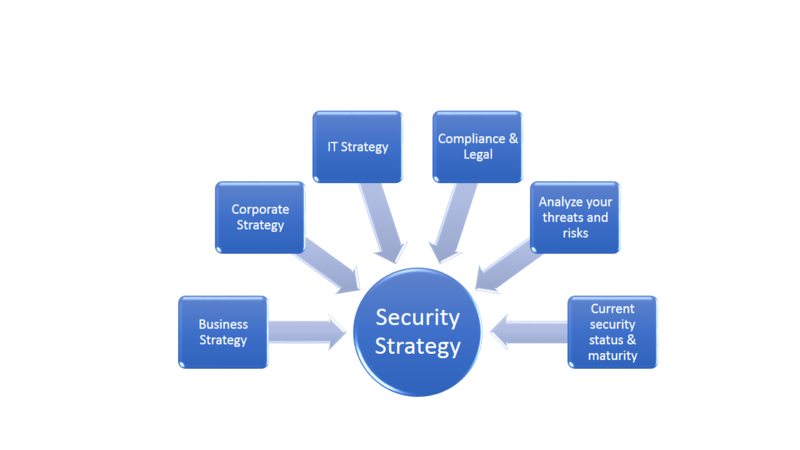 IT Strategy
Compliance &
Legal
Corporate
Strategy
Analyze your
threats and
risks
Business
Strategy
Security
Strategy
Current
security
status &
maturity